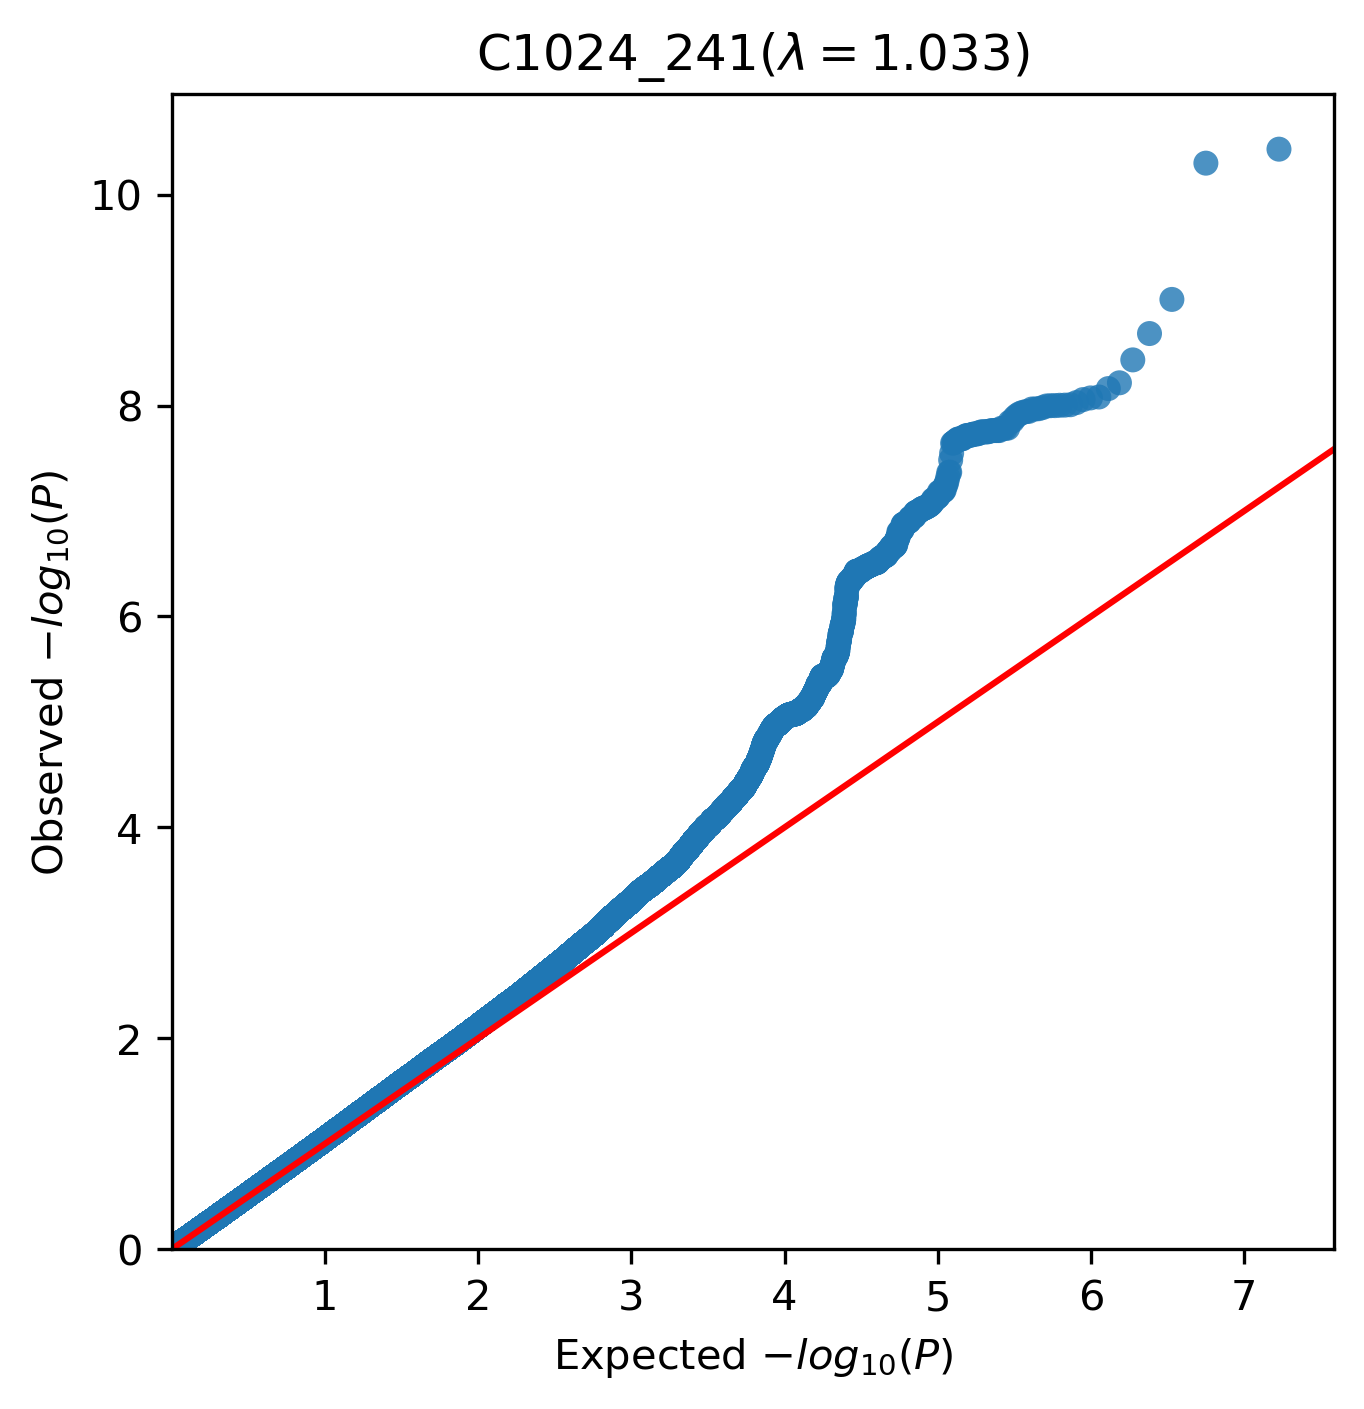 C1024_241(λ = 1.033)
Observed −log₁₀(P)
10
8
6
4
2
0
1 2 3 4 5 6 7
Expected −log₁₀(P)